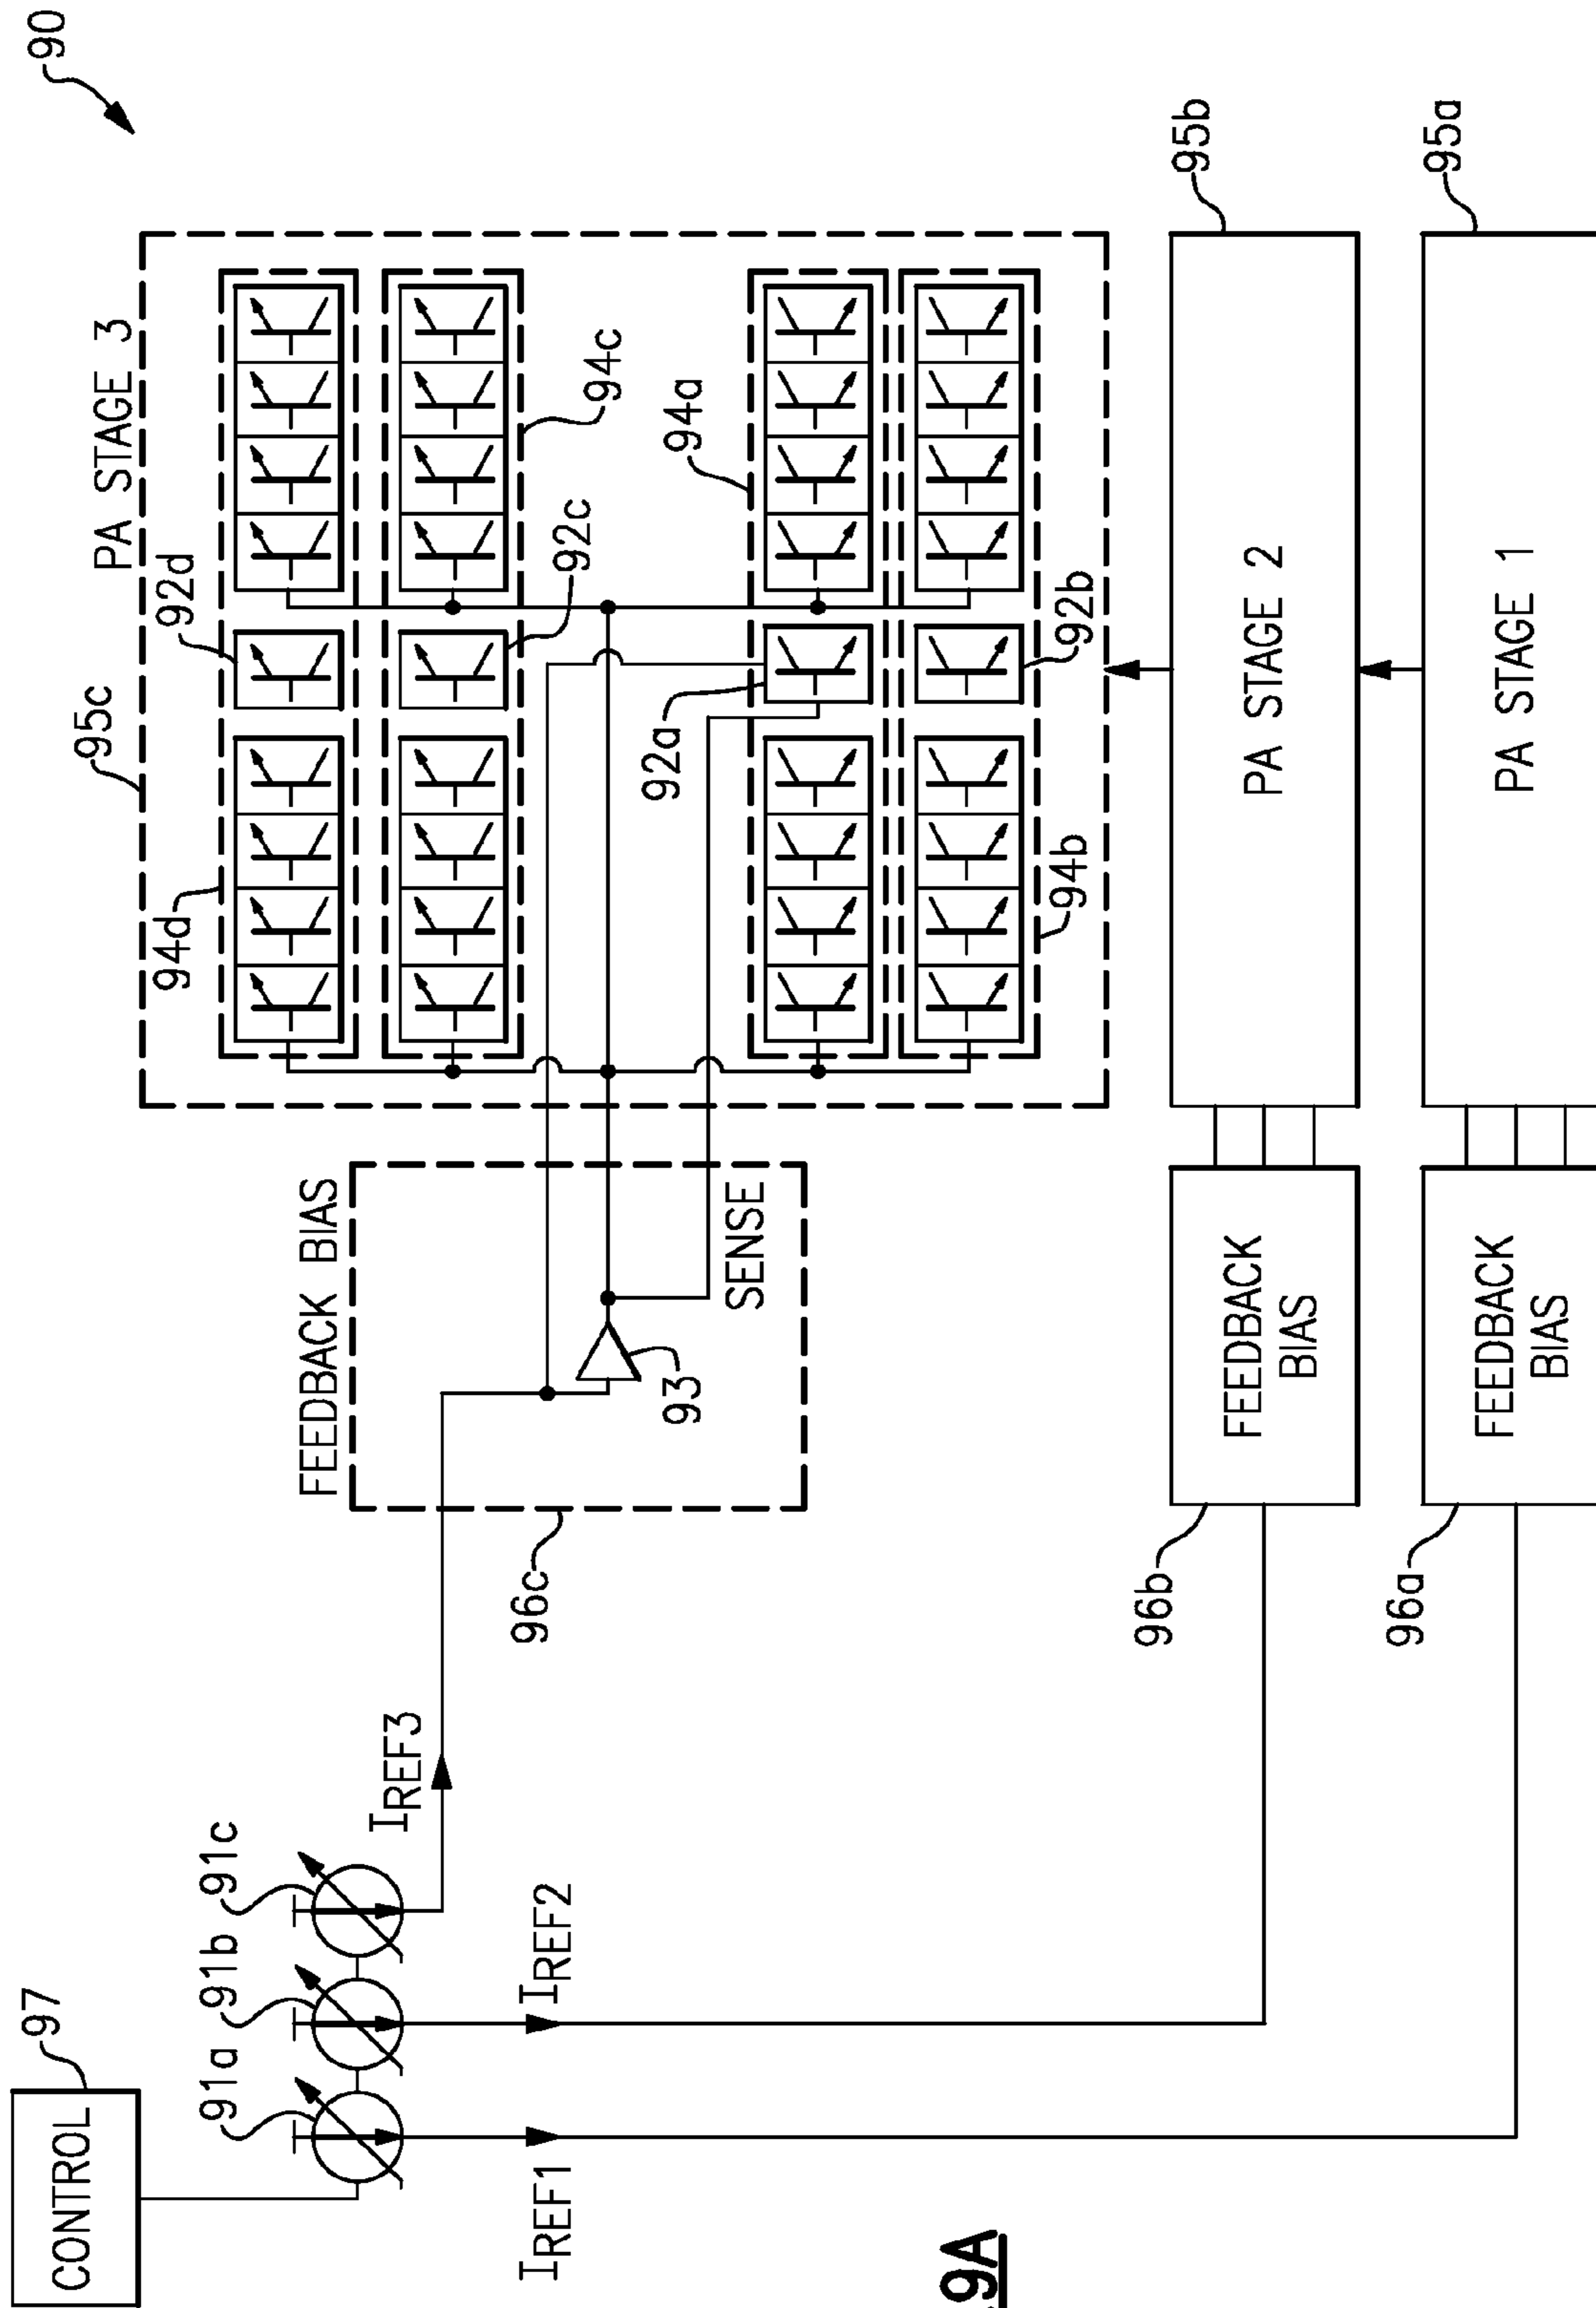 90
PA STAGE 3
95c
94d
92d
94c
92c
94a
92a
94b
92b
PA STAGE 2
95b
PA STAGE 1
95a
FEEDBACK BIAS
SENSE
93
96c
FEEDBACK
BIAS
96b
FEEDBACK
BIAS
96a
CONTROL
97
91a
91b
91c
IREF1
IREF2
IREF3
9A